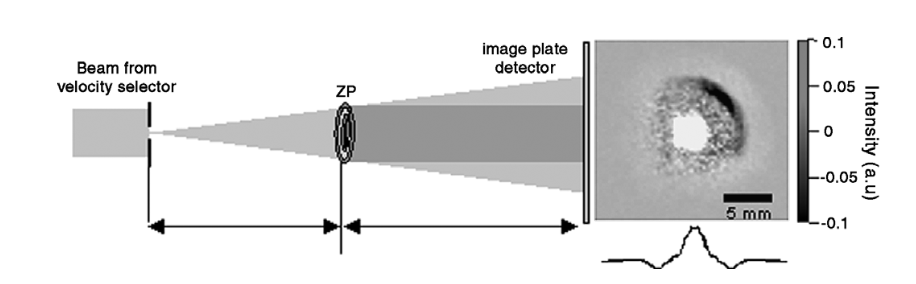 Beam from
velocity selector
ZP
image plate
detector
5 mm
0.1
0.05
0
-0.05
-0.1
Intensity (a.u)